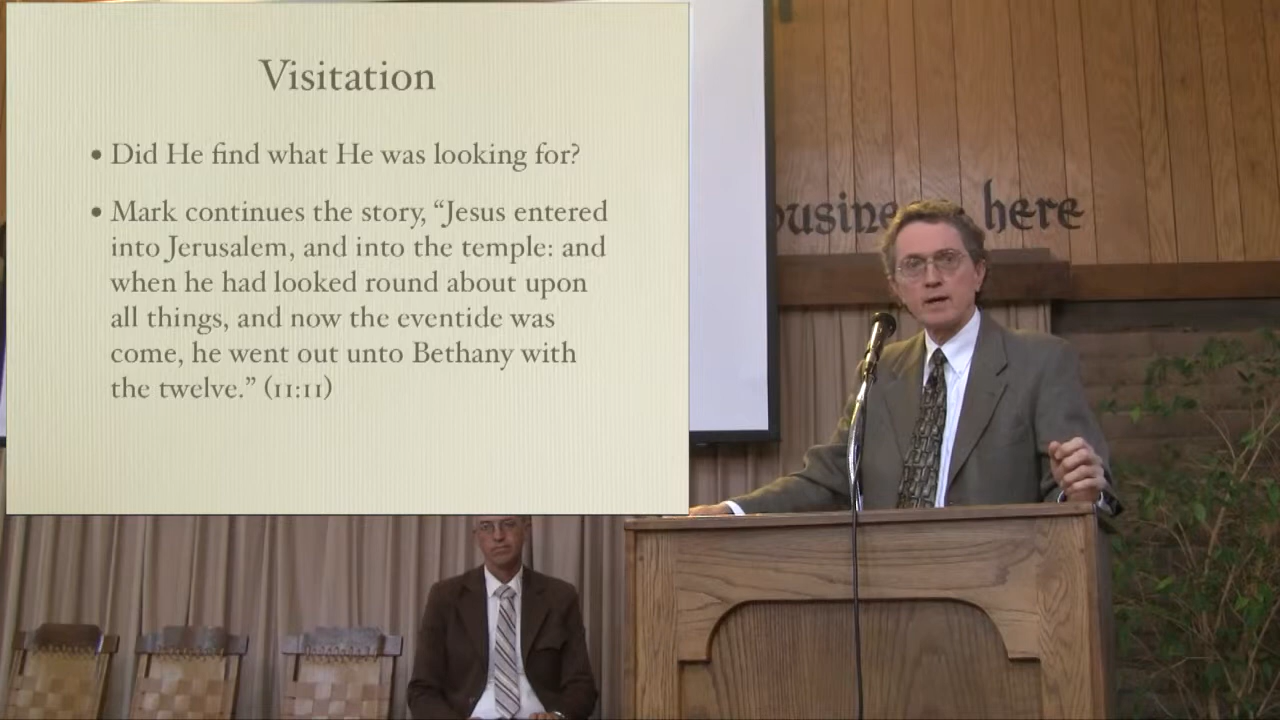 Visitation
• Did He find what He was looking for?
• Mark continues the story, “Jesus entered
into Jerusalem, and into the temple: and
when he had looked round about upon
all things, and now the eventide was
come, he went out unto Bethany with
the twelve.” (11:11)
here